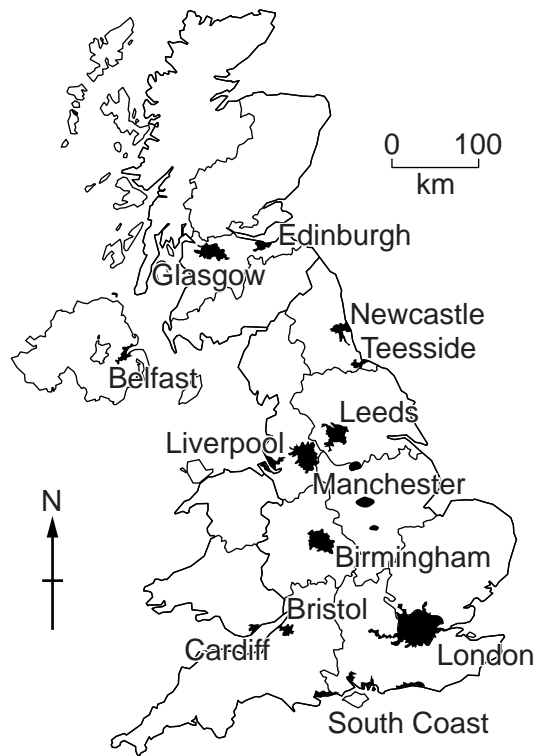 0 100
km
Edinburgh
Glasgow
Newcastle
Teesside
Belfast
Leeds
Liverpool
Manchester
N
Birmingham
Bristol
Cardiff
London
South Coast